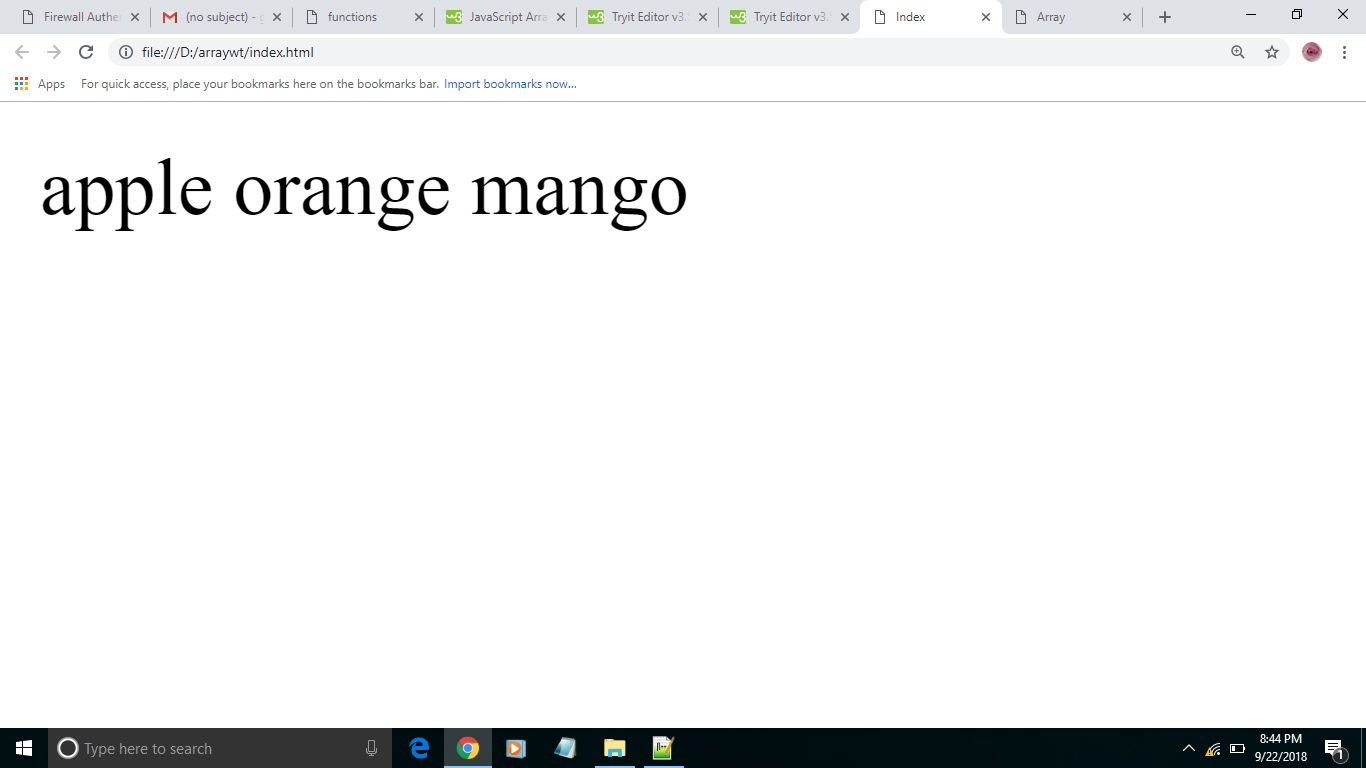 Firewall Authe
(no subject) - g
functions
JavaScript Arra
Tryit Editor v3.
Tryit Editor v3.5
Index
Array
file:///D:/arraywt/index.html
Apps
For quick access, place your bookmarks here on the bookmarks bar. Import bookmarks now...
apple orange mango
Type here to search
8:44 PM
9/22/2018
1